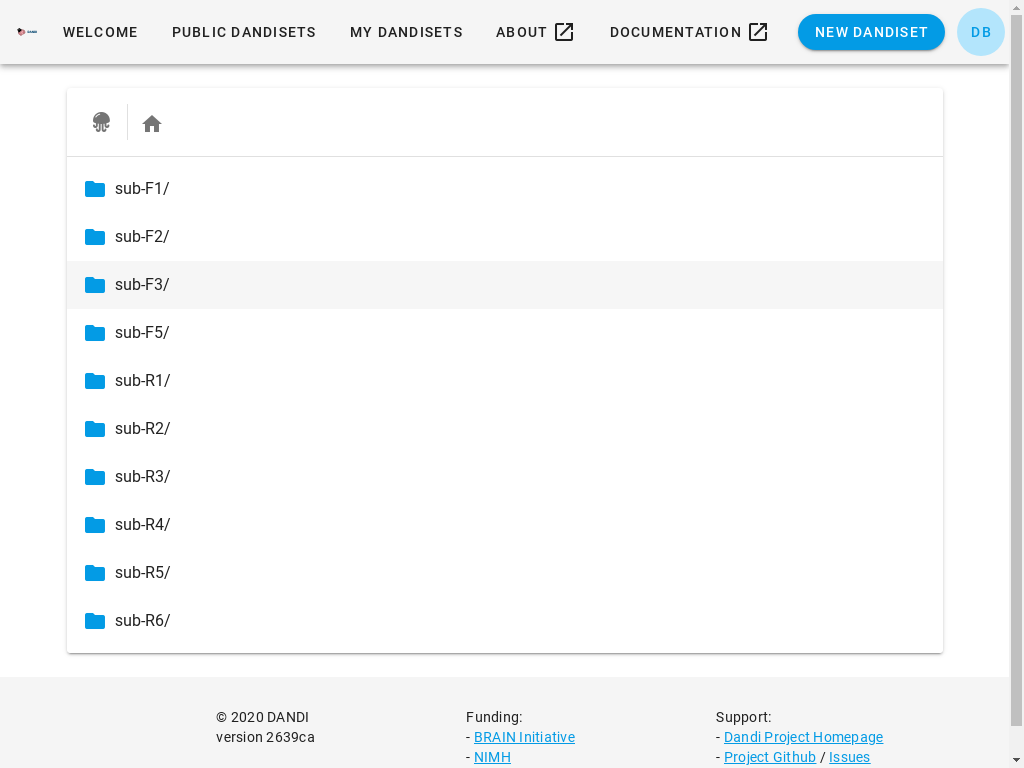 WELCOME PUBLIC DANDISETS MY DANDISETS ABOUT DOCUMENTATION NEW DANDISET DB
sub-F1/
sub-F2/
sub-F3/
sub-F5/
sub-R1/
sub-R2/
sub-R3/
sub-R4/
sub-R5/
sub-R6/
© 2020 DANDI
version 2639ca
Funding:
- BRAIN Initiative
- NIMH
Support:
- Dandi Project Homepage
- Project Github / Issues